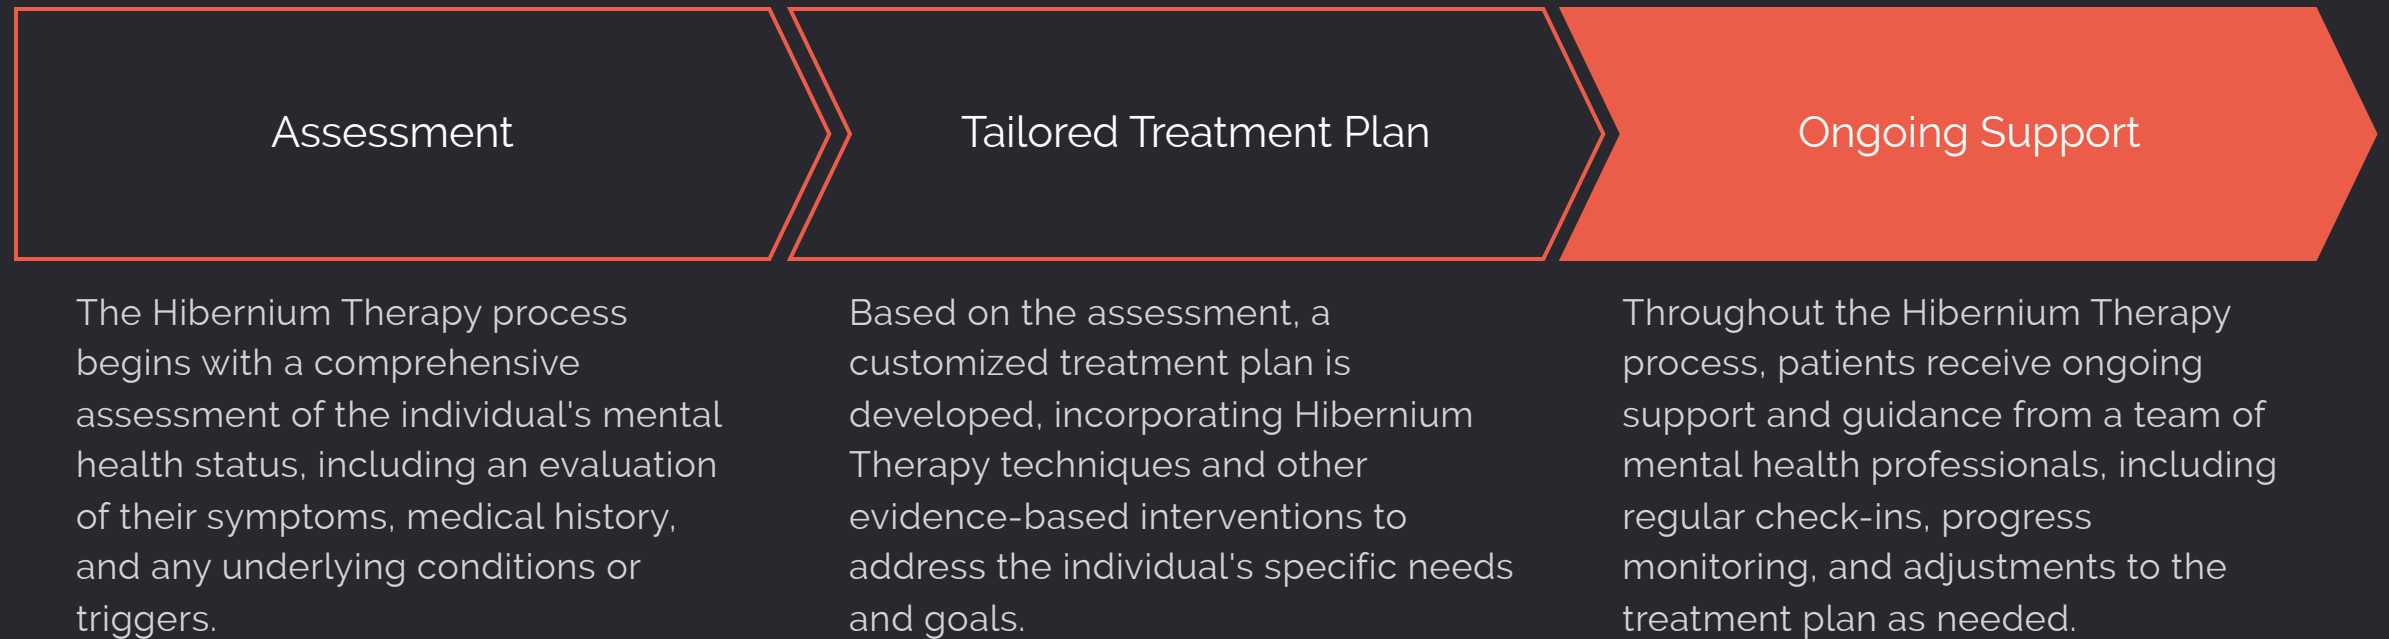 Assessment
The Hibernium Therapy process
begins with a comprehensive
assessment of the individual's mental
health status, including an evaluation
of their symptoms, medical history,
and any underlying conditions or
triggers.
Tailored Treatment Plan
Based on the assessment, a
customized treatment plan is
developed, incorporating Hibernium
Therapy techniques and other
evidence-based interventions to
address the individual's specific needs
and goals.
Ongoing Support
Throughout the Hibernium Therapy
process, patients receive ongoing
support and guidance from a team of
mental health professionals, including
regular check-ins, progress
monitoring, and adjustments to the
treatment plan as needed.